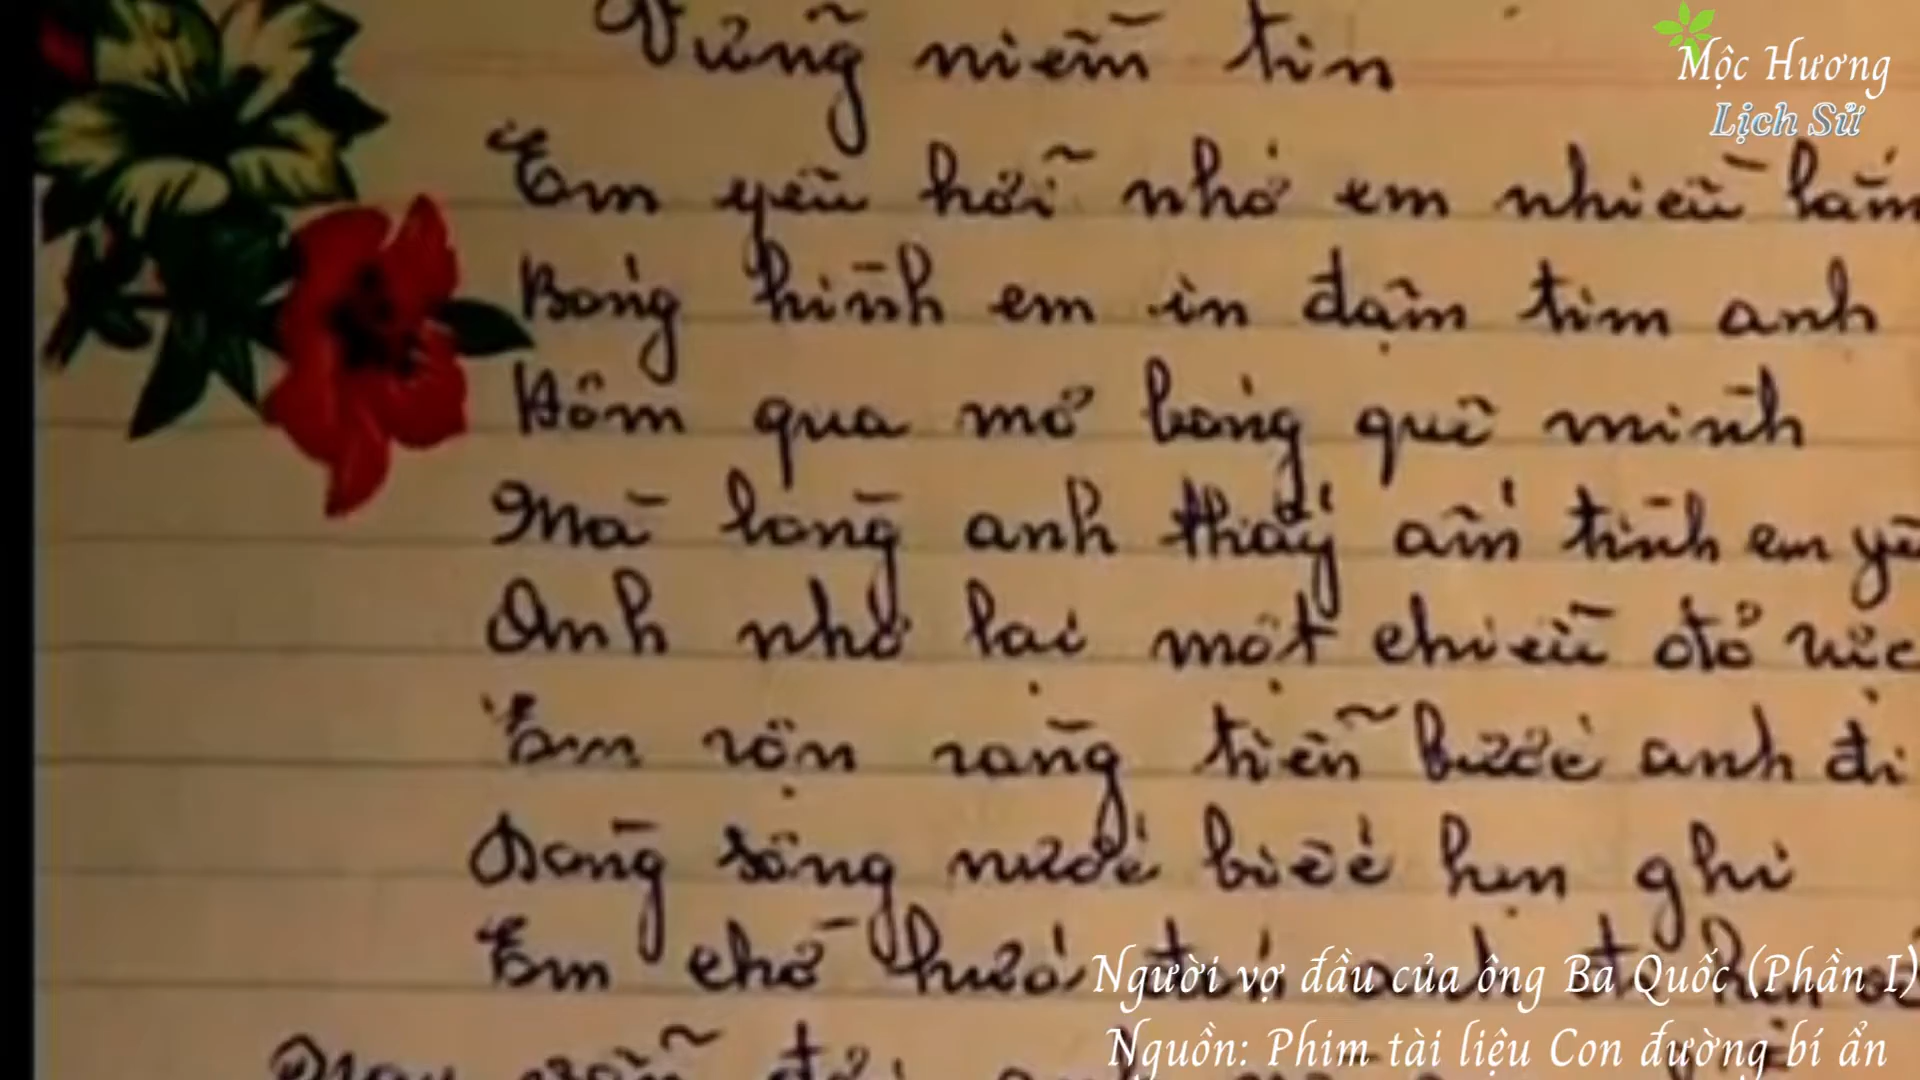 Vững niềm tin
Mộc Hương
Lịch Sử
Em yêu hỡi nhớ em nhiều lắm
Bóng hình em in đậm tim anh
Hôm qua mơ bóng quê mình
Mà lòng anh thấy ấm tình em yê
Anh nhớ lại một chiều đỏ rực
Em rộn ràng tiễn bước anh đi
Dòng sông nước biếc hẹn ghi
Em chờ
Người vợ đầu của ông Ba Quốc (Phần I)
Nguồn: Phim tài liệu Con đường bí ẩn